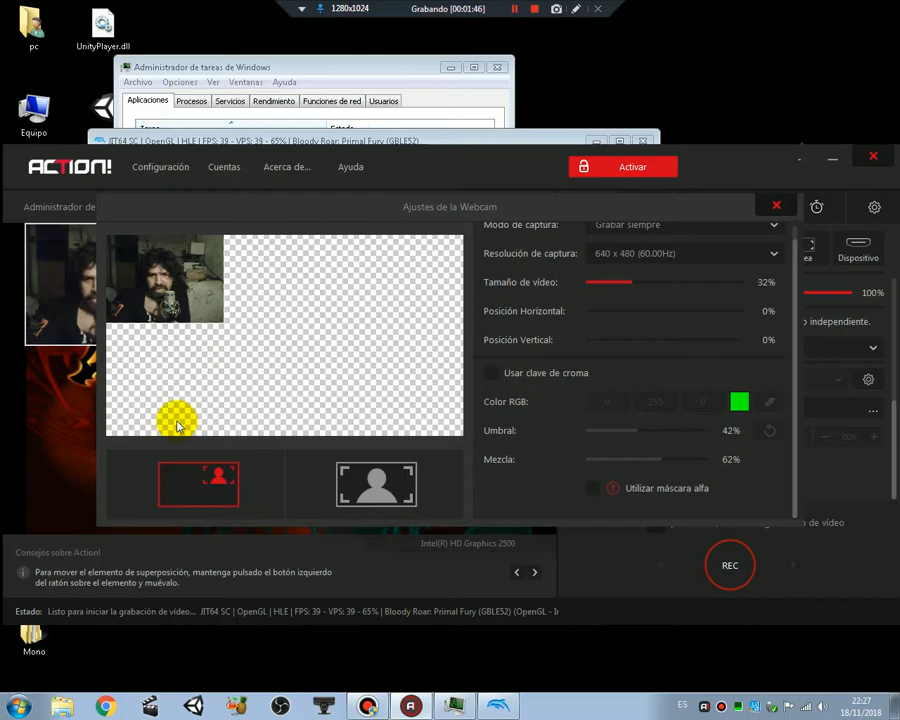 1280x1024
Grabando [00:01:46]
pc
UnityPlayer.dll
Equipo
Mono
Administrador de tareas de Windows
Archivo Opciones Ver Ventanas Ayuda
Aplicaciones Procesos Servicios Rendimiento Funciones de red Usuarios
Tarea Estado
JIT64 SC | OpenGL | HLE | FPS: 39 - VPS: 39 - 65% | Bloody Roar: Primal Fury (GBLE52)
ACTION!
Configuración Cuentas Acerca de... Ayuda
Activar
Administrador de
Ajustes de la Webcam
Modo de captura: Grabar siempre
Resolución de captura: 640 x 480 (60.00Hz)
Tamaño de vídeo: 32%
Posición Horizontal: 0%
Posición Vertical: 0%
Usar clave de croma
Color RGB: 0 255 0
Umbral: 42%
Mezcla: 62%
Utilizar máscara alfa
Dispositivo
100%
o independiente.
...
00s
ón de vídeo
Consejos sobre Action!
Para mover el elemento de superposición, mantenga pulsado el botón izquierdo
del ratón sobre el elemento y muévalo.
Intel(R) HD Graphics 2500
REC
Estado: Listo para iniciar la grabación de vídeo... JIT64 SC | OpenGL | HLE | FPS: 39 - VPS: 39 - 65% | Bloody Roar: Primal Fury (GBLE52) (OpenGL - I
ES
22:27
18/11/2018